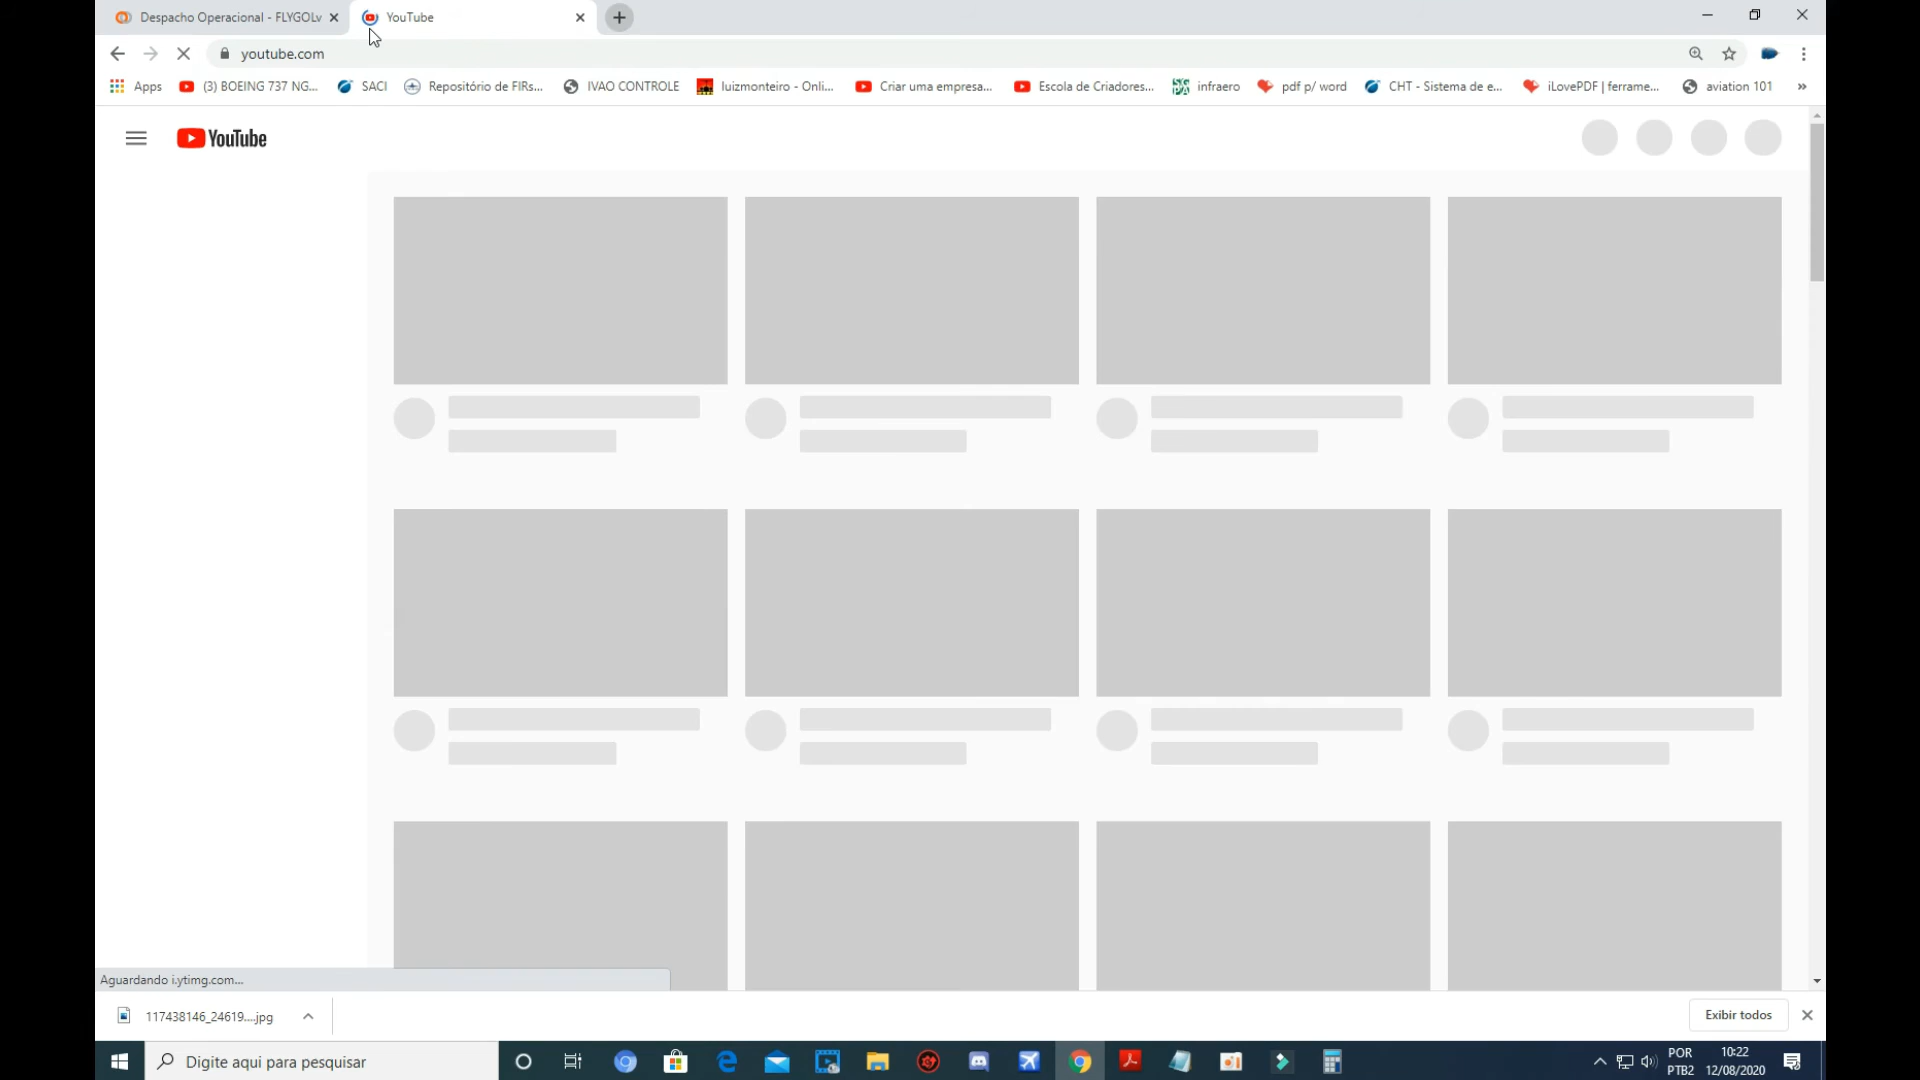 Despacho Operacional - FLYGOLv
YouTube
youtube.com
Apps
(3) BOEING 737 NG...
SACI
Repositório de FIRs...
IVAO CONTROLE
luizmonteiro - Onli...
Criar uma empresa...
Escola de Criadores...
infraero
pdf p/ word
CHT - Sistema de e...
iLovePDF | ferrame...
aviation 101
YouTube
Aguardando i.ytimg.com...
117438146_24619....jpg
Exibir todos
Digite aqui para pesquisar
POR
PTB2
10:22
12/08/2020